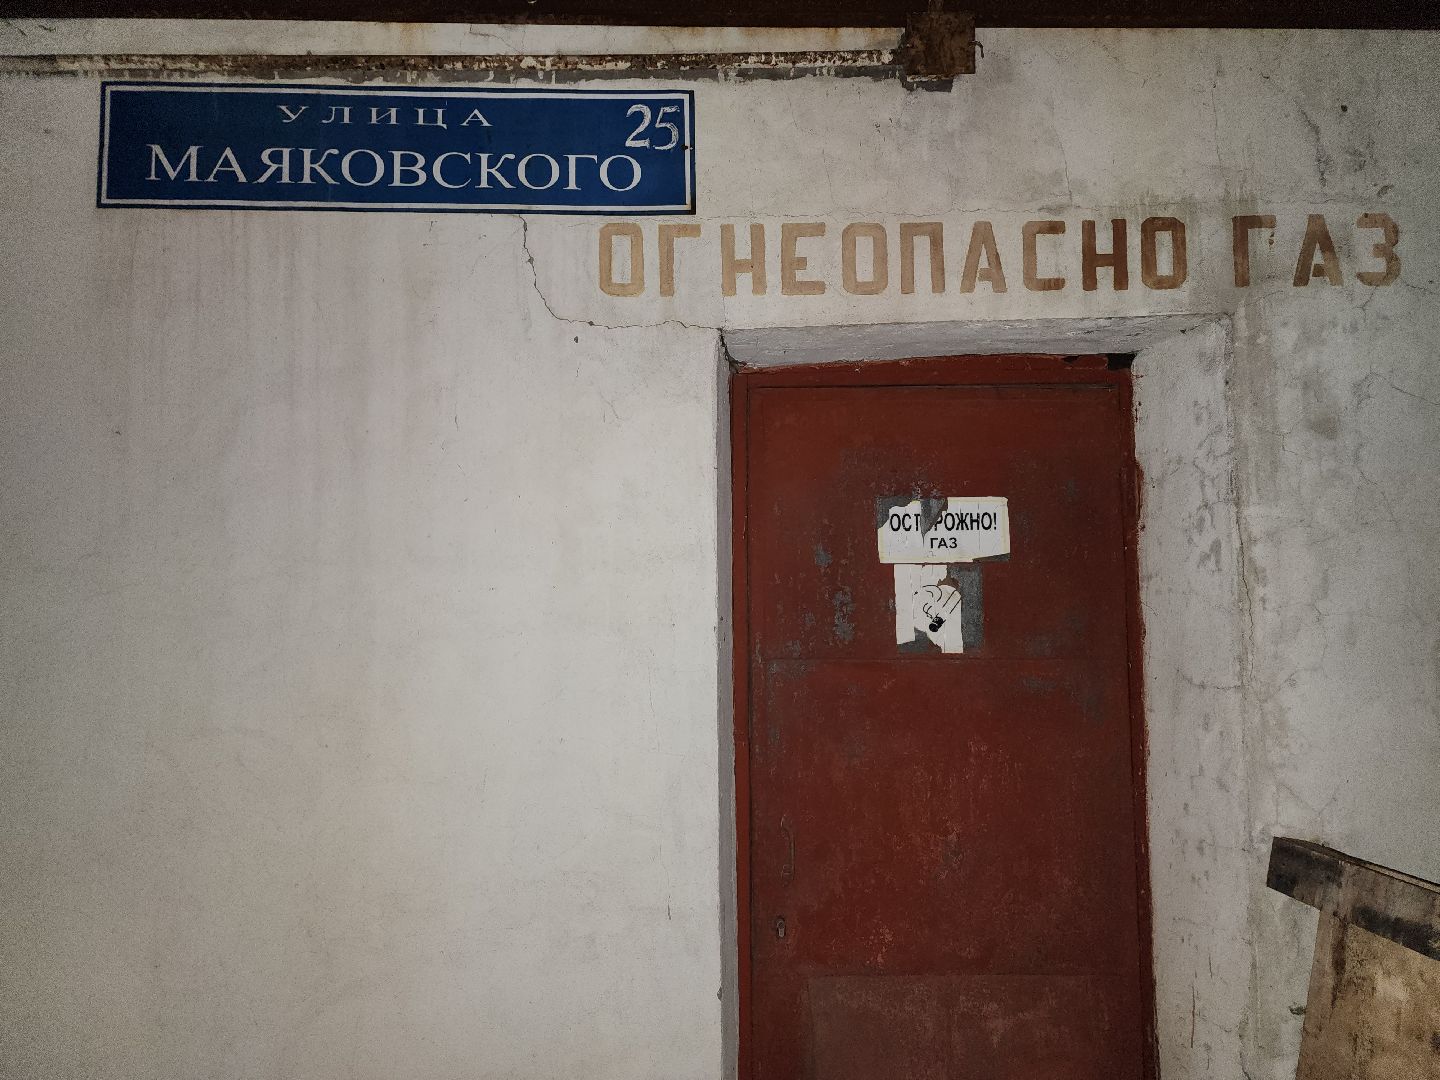 УЛИЦА
МАЯКОВСКОГО
25
ОГНЕОПАСНО ГАЗ
ОСТОРОЖНО!
ГАЗ